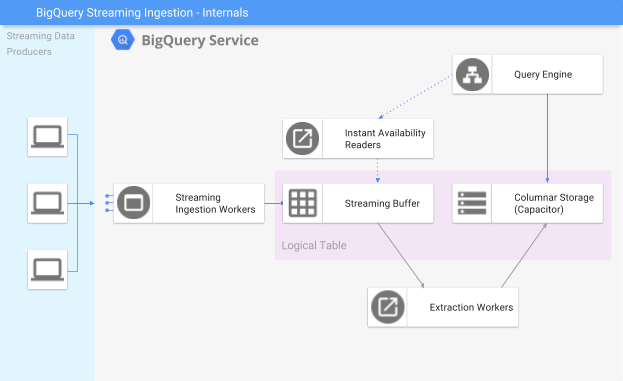 BigQuery Streaming Ingestion - Internals
Streaming Data
Producers
BigQuery Service
Query Engine
Instant Availability
Readers
Streaming
Ingestion Workers
Streaming Buffer
Columnar Storage
(Capacitor)
Logical Table
Extraction Workers